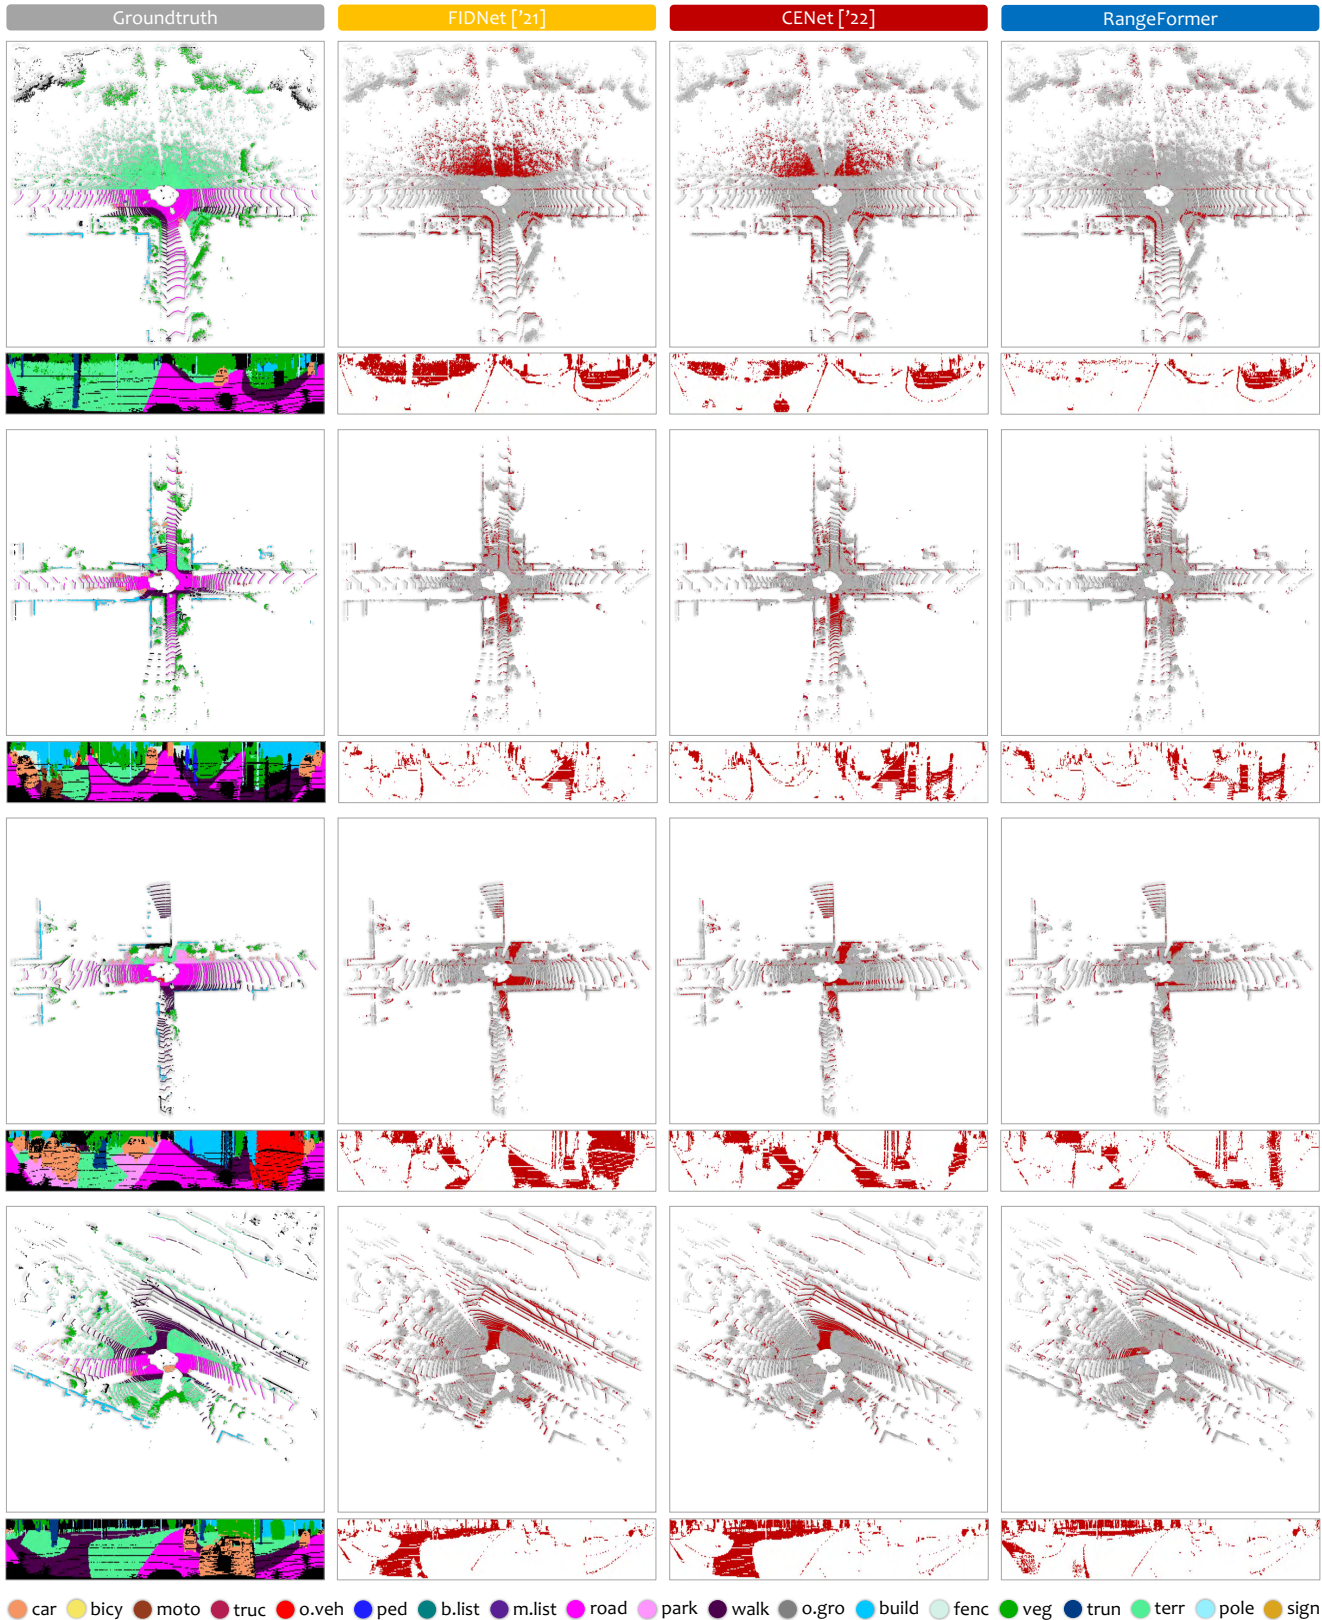 Groundtruth FIDNet ['21] CENet ['22] RangeFormer
car bicy moto truc o.veh ped b.list m.list road park walk o.gro build fenc veg trun terr pole sign